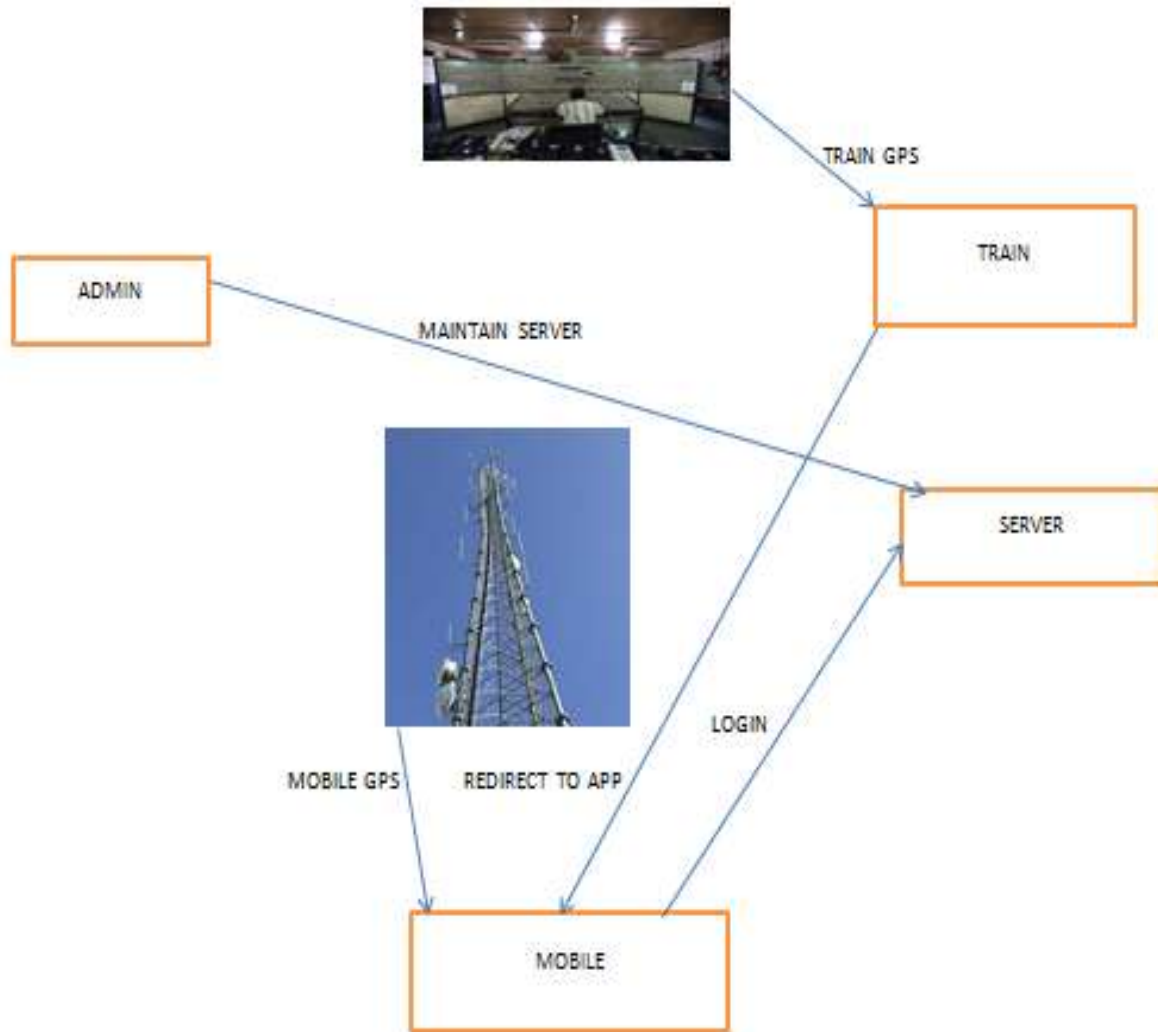 TRAIN GPS
TRAIN
ADMIN
MAINTAIN SERVER
SERVER
LOGIN
MOBILE GPS
REDIRECT TO APP
MOBILE